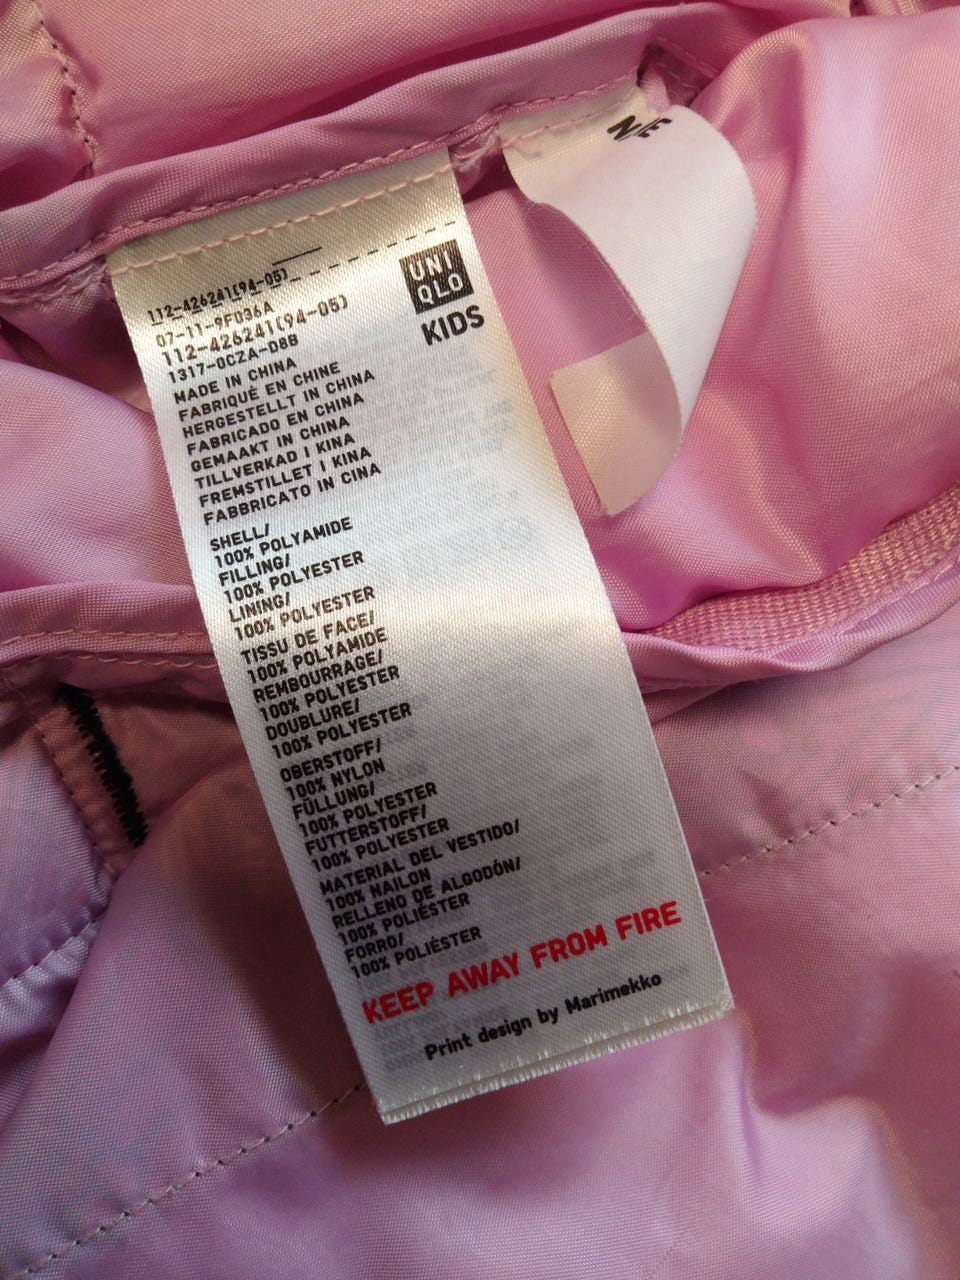 112-426241(94-05)
07-11-9F036A
112-426241(94-05)
1317-0CZA-D8B
UNI
QLO
KIDS
MADE IN CHINA
FABRIQUÉ EN CHINE
HERGESTELLT IN CHINA
FABRICADO EN CHINA
GEMAAKT IN CHINA
TILLVERKAD I KINA
FREMSTILLET I KINA
FABBRICATO IN CINA
SHELL/
100% POLYAMIDE
FILLING/
100% POLYESTER
LINING/
100% POLYESTER
TISSU DE FACE/
100% POLYAMIDE
REMBOURRAGE/
100% POLYESTER
DOUBLURE/
100% POLYESTER
OBERSTOFF/
100% NYLON
FÜLLUNG/
100% POLYESTER
FUTTERSTOFF/
100% POLYESTER
MATERIAL DEL VESTIDO/
100% NAILON
RELLENO DE ALGODÓN/
100% POLIÉSTER
FORRO/
100% POLIÉSTER
KEEP AWAY FROM FIRE
Print design by Marimekko
N/E